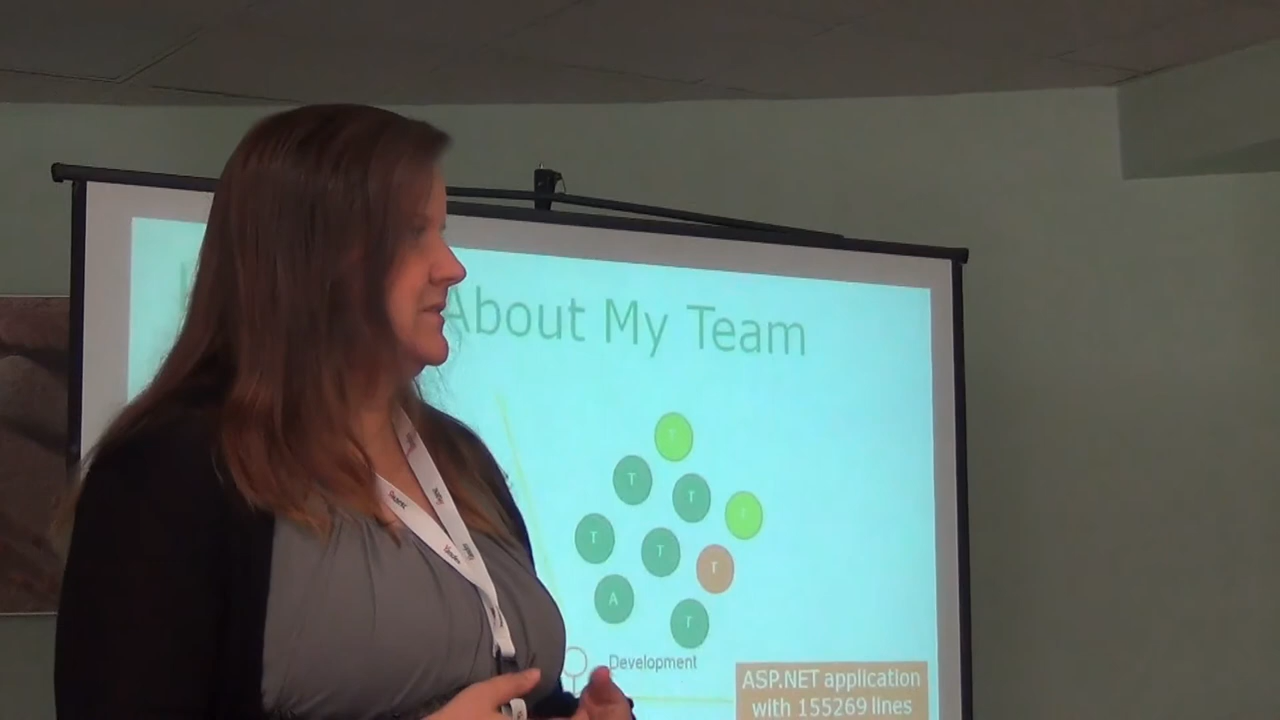 About My Team
T
T
T
T
T
T
A
T
Development
ASP.NET application
with 155269 lines